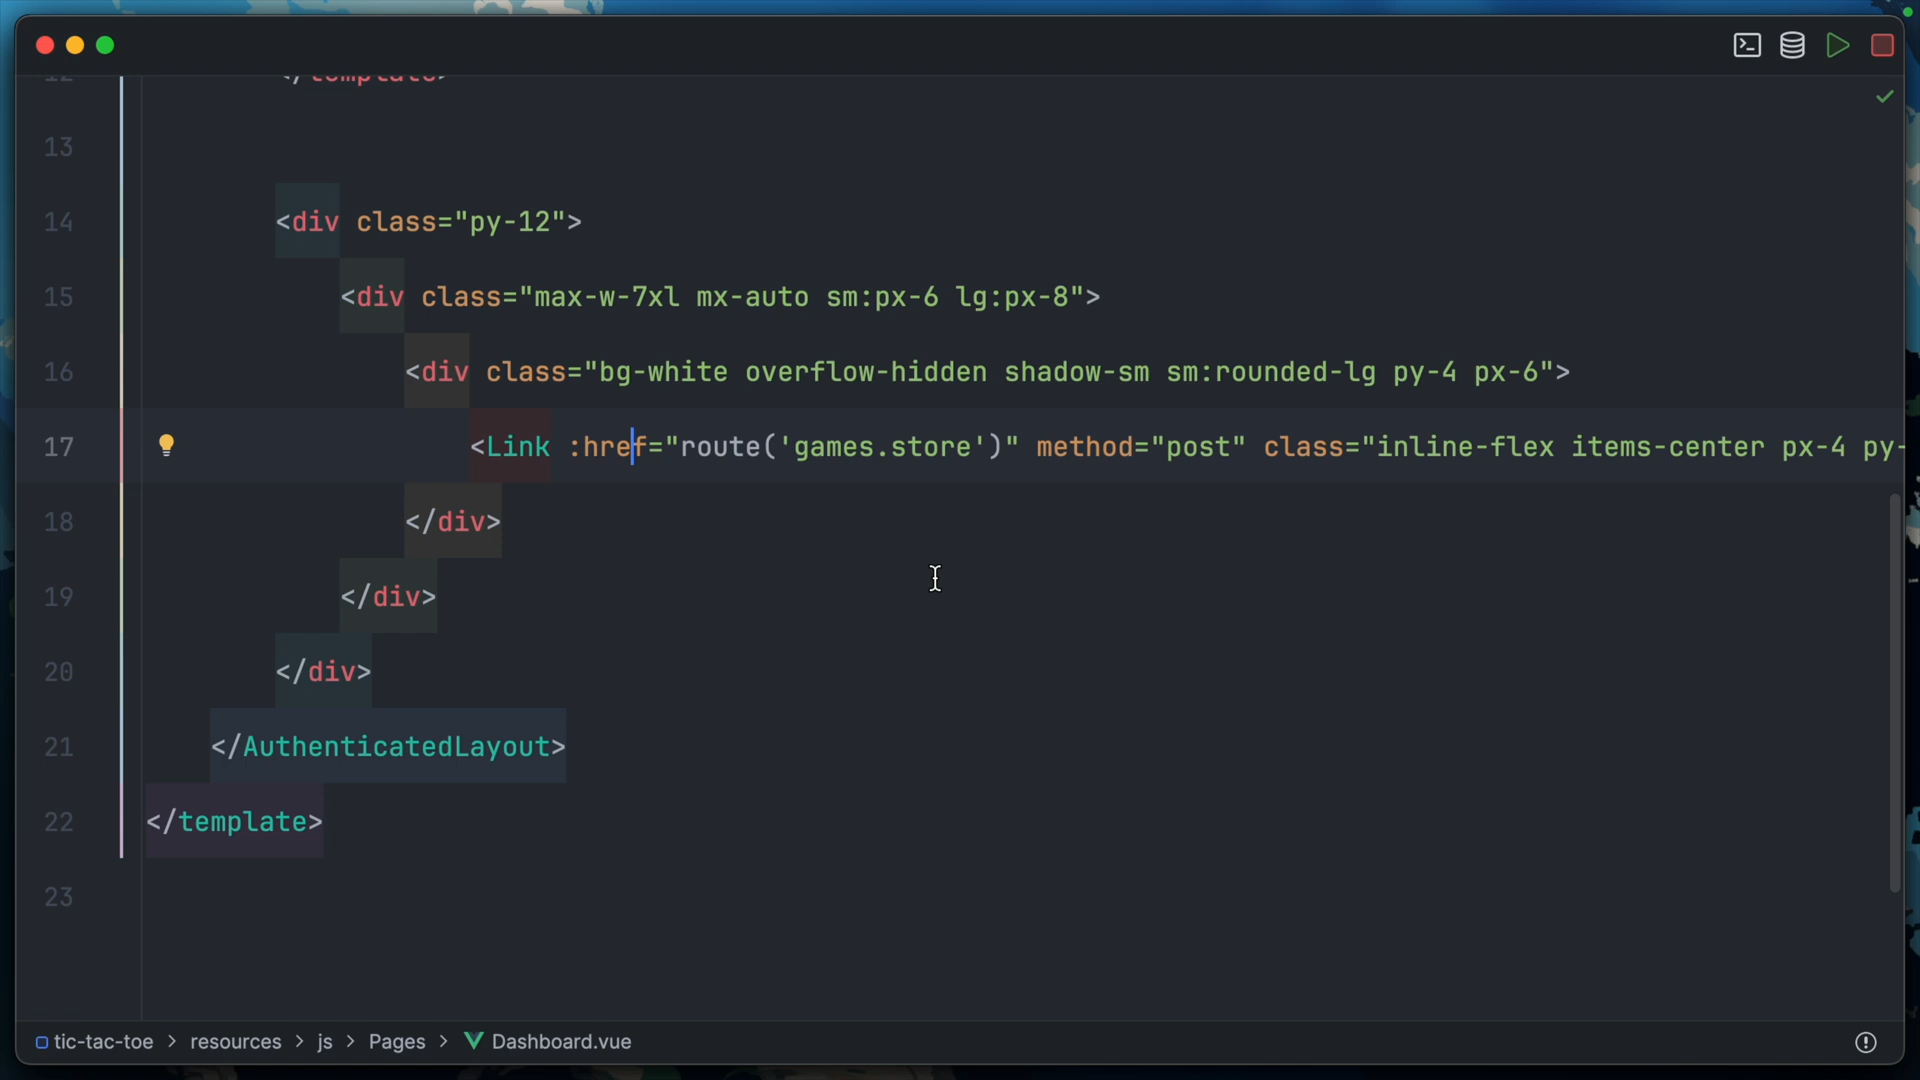 12 </template>
13
14 <div class="py-12">
15 <div class="max-w-7xl mx-auto sm:px-6 lg:px-8">
16 <div class="bg-white overflow-hidden shadow-sm sm:rounded-lg py-4 px-6">
17 <Link :href="route('games.store')" method="post" class="inline-flex items-center px-4 py-
18 </div>
19 </div>
20 </div>
21 </AuthenticatedLayout>
22 </template>
23
tic-tac-toe > resources > js > Pages > Dashboard.vue